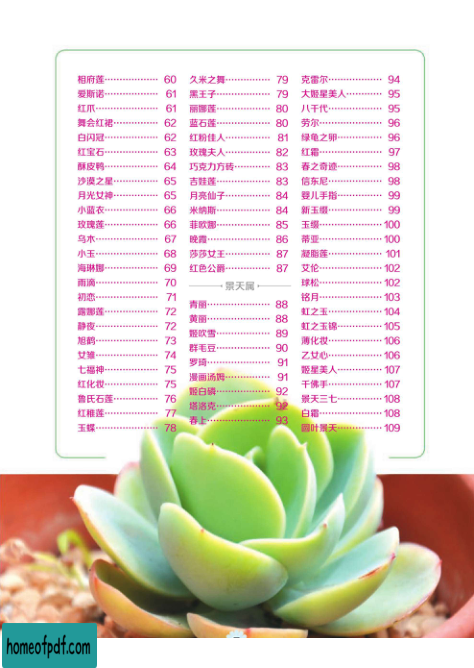 相府莲 60
爱斯诺 61
红爪 61
舞会红裙 62
白闪冠 62
红宝石 63
酥皮鸭 64
沙漠之星 65
月光女神 65
小蓝衣 66
玫瑰莲 66
乌木 67
小玉 68
海琳娜 69
雨滴 70
初恋 71
露娜莲 72
静夜 72
旭鹤 73
女雏 74
七福神 75
红化妆 75
鲁氏石莲 76
红稚莲 77
玉蝶 78
久米之舞 79
黑王子 79
丽娜莲 80
蓝石莲 80
红粉佳人 81
玫瑰夫人 82
巧克力方砖 83
吉娃莲 83
月亮仙子 84
米纳斯 84
菲欧娜 85
晚霞 86
莎莎女王 87
红色公爵 87
景天属
青丽 88
黄丽 88
姬吹雪 89
群毛豆 90
罗琦 91
漫画汤姆 91
姬白磷 92
塔洛克 92
春上 93
克雷尔 94
大姬星美人 95
八千代 95
劳尔 96
绿龟之卵 96
红霜 97
春之奇迹 98
信东尼 98
婴儿手指 99
新玉缀 99
玉缀 100
蒂亚 100
凝脂莲 101
艾伦 102
球松 102
铭月 103
虹之玉 104
虹之玉锦 105
薄化妆 106
乙女心 106
姬星美人 107
千佛手 107
景天三七 108
白霜 108
圆叶景天 109
homeofpdf.com